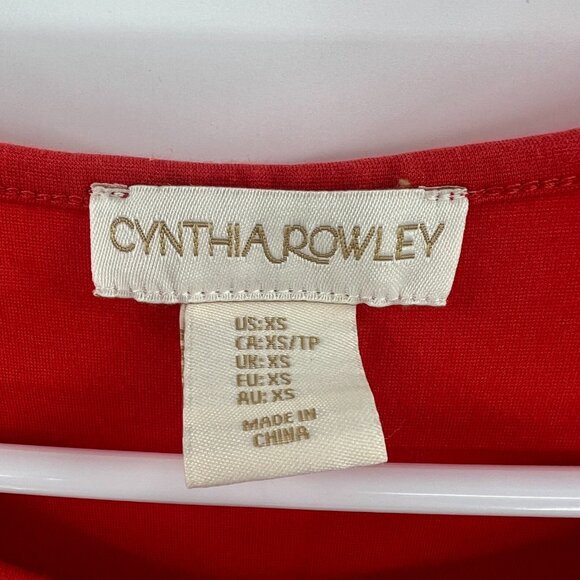 CYNTHIA ROWLEY
US:XS
CA:XS/TP
UK:XS
EU:XS
AU:XS
MADE IN
CHINA